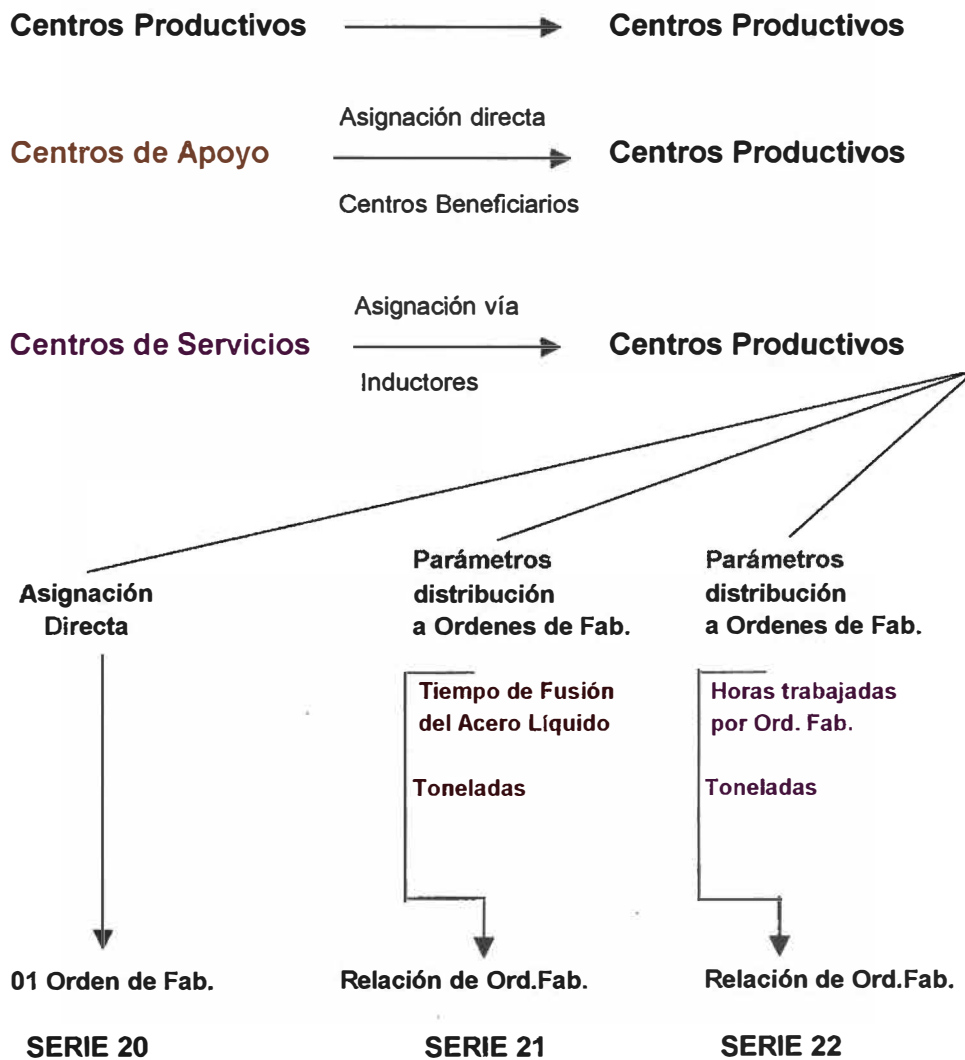 Centros Productivos
Centros Productivos
Asignación directa
Centros de Apoyo
Centros Productivos
Centros Beneficiarios
Asignación vía
Centros de Servicios
Centros Productivos
Inductores
Asignación
Directa
Parámetros
distribución
a Ordenes de Fab.
Parámetros
distribución
a Ordenes de Fab.
Tiempo de Fusión
del Acero Líquido
Toneladas
Horas trabajadas
por Ord. Fab.
Toneladas
01 Orden de Fab.
Relación de Ord.Fab.
Relación de Ord.Fab.
SERIE 20
SERIE 21
SERIE 22